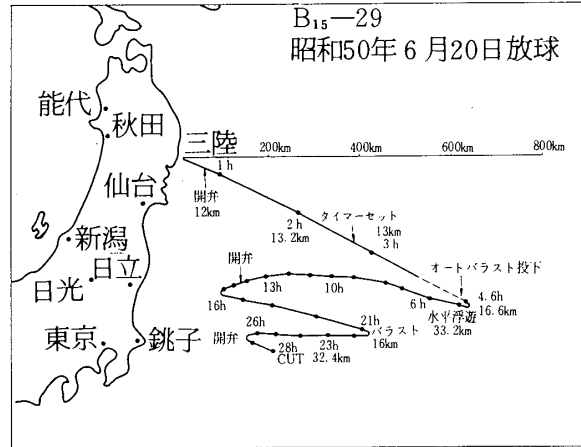 B₁₅—29
昭和50年6月20日放球
能代
秋田
三陸
200km
400km
600km
800km
1h
仙台
開弁
12km
2h
13.2km
タイマーセット
13km
3h
新潟
日立
日光
開弁
オートバラスト投下
13h
10h
16h
6h
4.6h
16.6km
水平浮遊
33.2km
東京
銚子
開弁
26h
21h
バラスト
16km
28h
23h
CUT
32.4km